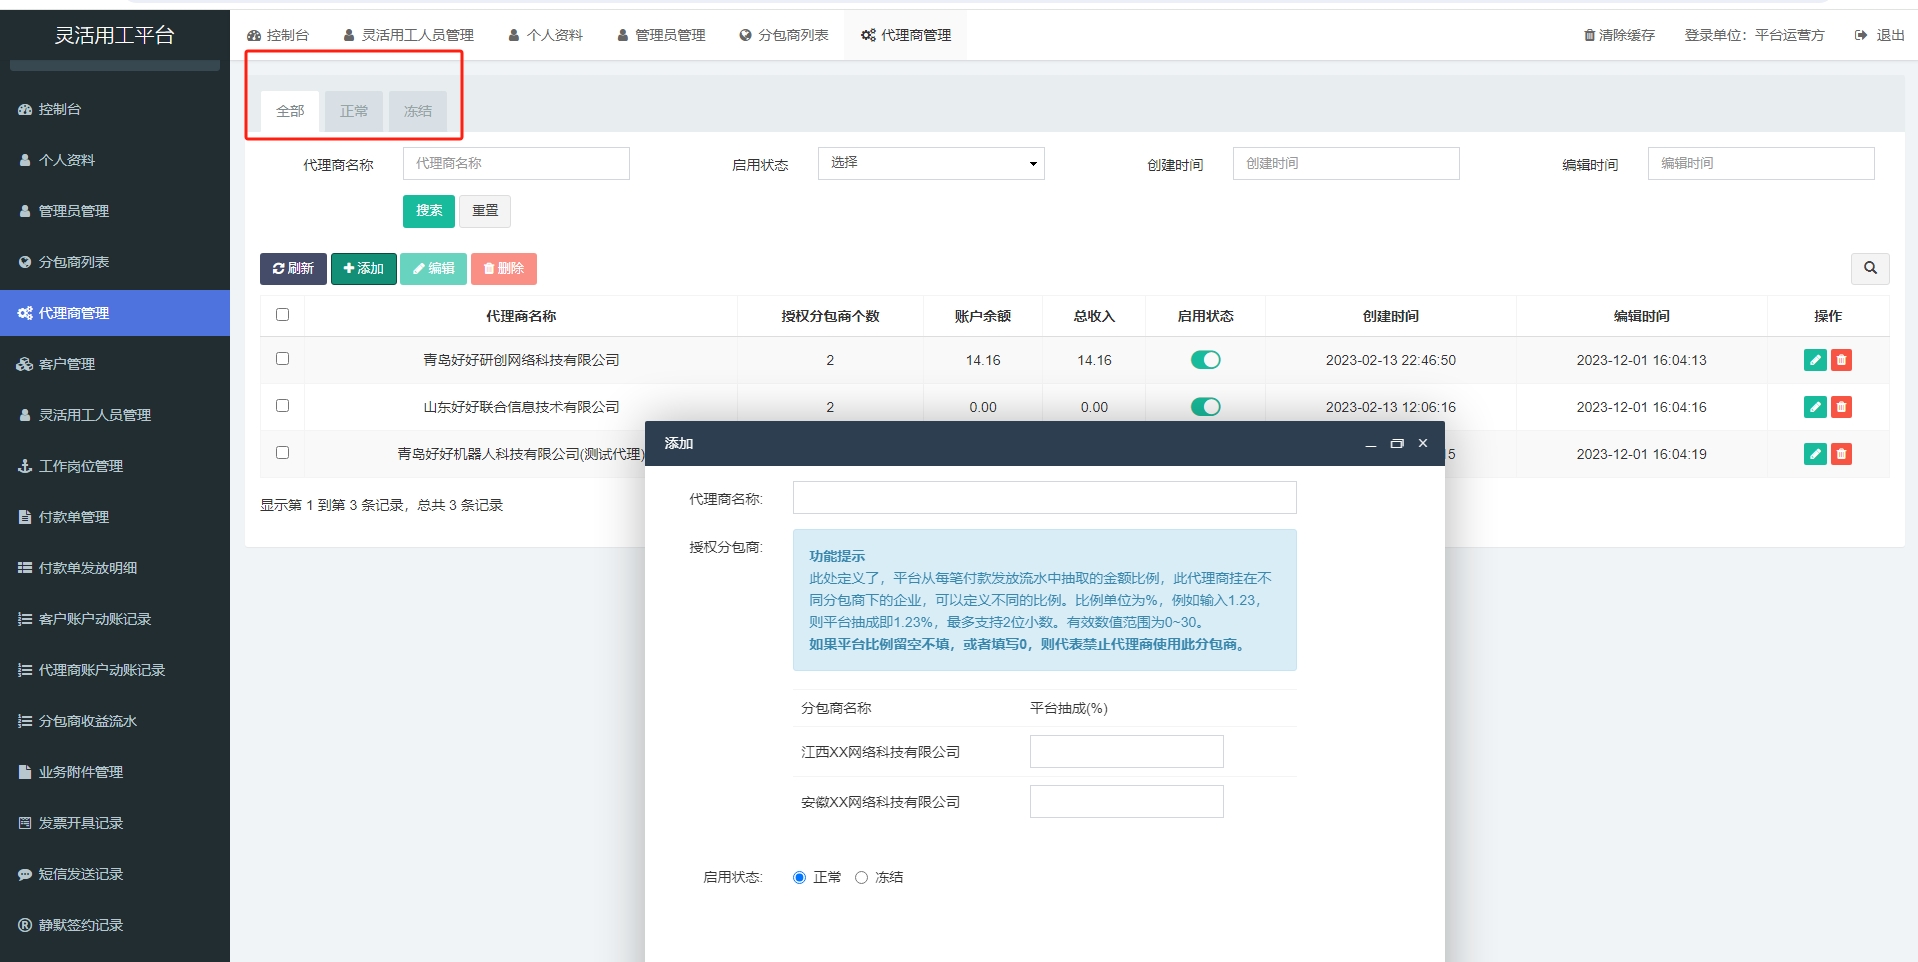 灵活用工平台
控制台
灵活用工人员管理
个人资料
管理员管理
分包商列表
代理商管理
清除缓存
登录单位：平台运营方
退出
控制台
个人资料
管理员管理
分包商列表
代理商管理
客户管理
灵活用工人员管理
工作岗位管理
付款单管理
付款单发放明细
客户账户动账记录
代理商账户动账记录
分包商收益流水
业务附件管理
发票开具记录
短信发送记录
静默签约记录
全部 正常 冻结
代理商名称 代理商名称 启用状态 选择 创建时间 创建时间 编辑时间 编辑时间
搜索 重置
刷新 添加 编辑 删除
代理商名称 授权分包商个数 账户余额 总收入 启用状态 创建时间 编辑时间 操作
青岛好好研创网络科技有限公司 2 14.16 14.16 2023-02-13 22:46:50 2023-12-01 16:04:13
山东好好联合信息技术有限公司 2 0.00 0.00 2023-02-13 12:06:16 2023-12-01 16:04:16
青岛好好机器人科技有限公司(测试代理) 5 2023-12-01 16:04:19
显示第 1 到第 3 条记录，总共 3 条记录
添加
代理商名称:
授权分包商:
功能提示
此处定义了，平台从每笔付款发放流水中抽取的金额比例，此代理商挂在不
同分包商下的企业，可以定义不同的比例。比例单位为%，例如输入1.23，
则平台抽成即1.23%，最多支持2位小数。有效数值范围为0~30。
如果平台比例留空不填，或者填写0，则代表禁止代理商使用此分包商。
分包商名称 平台抽成(%)
江西XX网络科技有限公司
安徽XX网络科技有限公司
启用状态: 正常 冻结